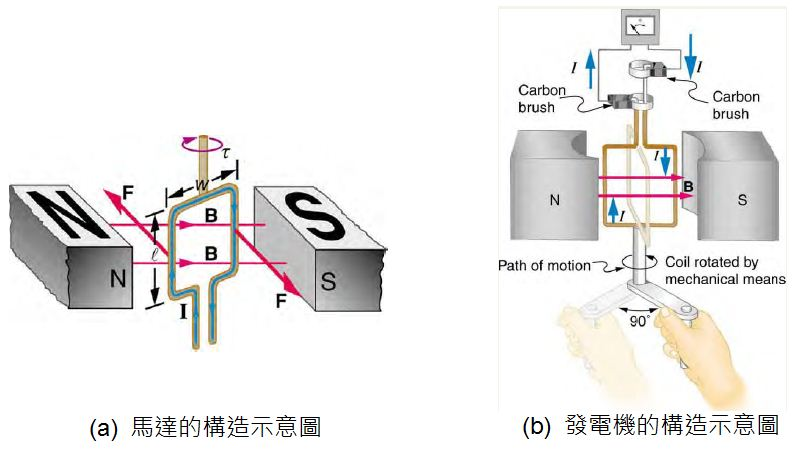 τ
w
F
N
S
B
ℓ
B
N
S
F
I
(a) 馬達的構造示意圖
I
I
Carbon
brush
Carbon
brush
I
B
N
S
I
Path of motion
Coil rotated by
mechanical means
90°
(b) 發電機的構造示意圖